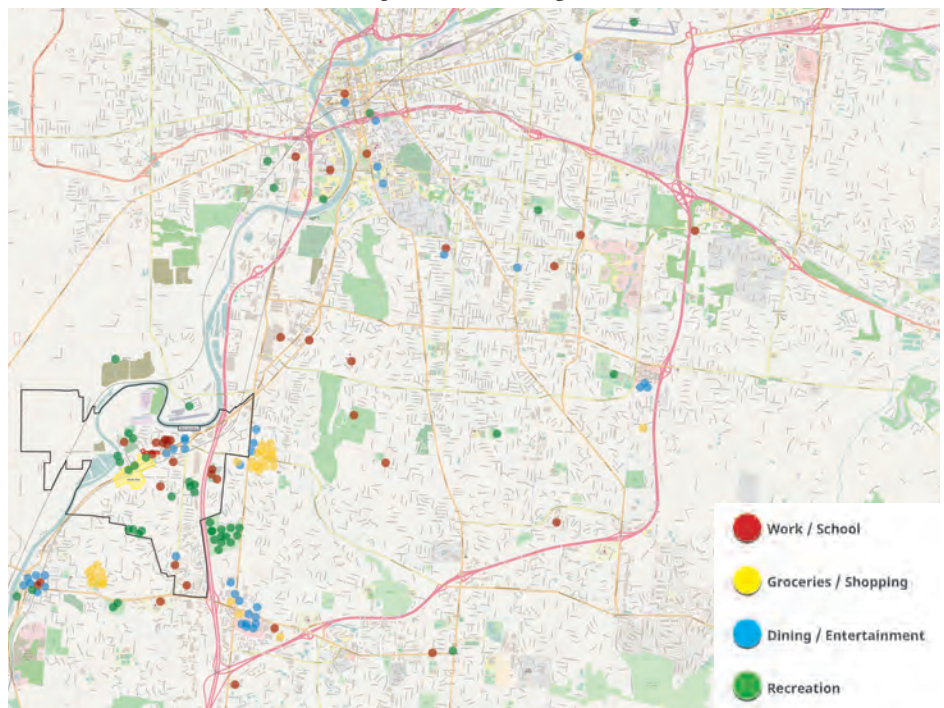 Work / School
Groceries / Shopping
Dining / Entertainment
Recreation